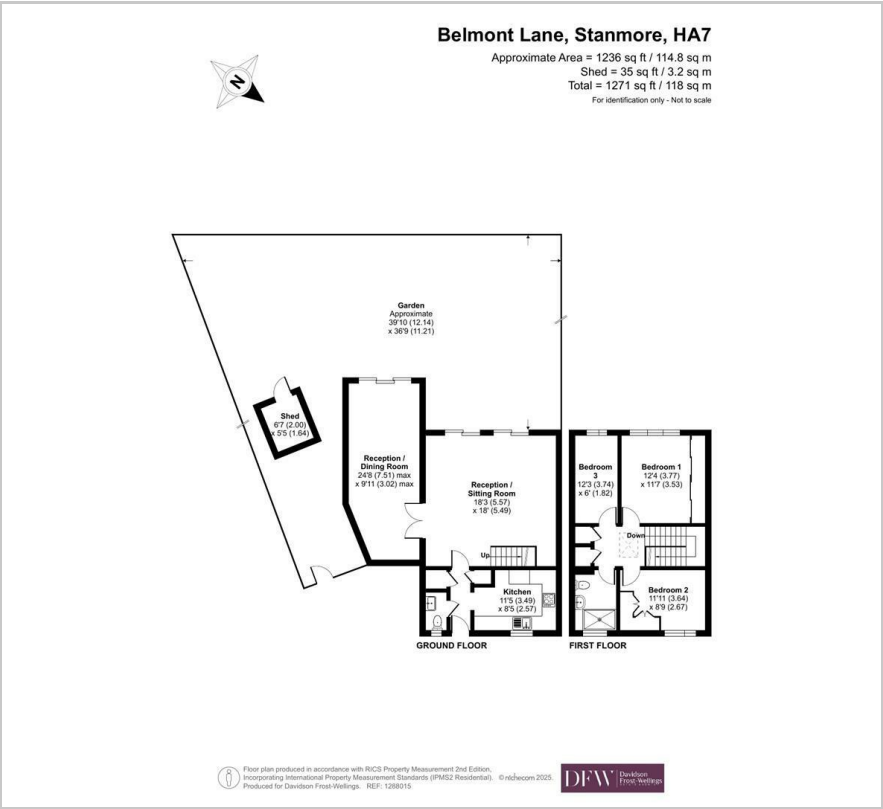 Belmont Lane, Stanmore, HA7
Approximate Area = 1236 sq ft / 114.8 sq m
Shed = 35 sq ft / 3.2 sq m
Total = 1271 sq ft / 118 sq m
For identification only - Not to scale
N
Garden
Approximate
39'10 (12.14)
x 36'9 (11.21)
Shed
6'7 (2.00)
x 5'5 (1.64)
Reception /
Dining Room
24'8 (7.51) max
x 9'11 (3.02) max
Reception /
Sitting Room
18'3 (5.57)
x 18' (5.49)
Up
Kitchen
11'5 (3.49)
x 8'5 (2.57)
GROUND FLOOR
Bedroom
3
12'3 (3.74)
x 6' (1.82)
Bedroom 1
12'4 (3.77)
x 11'7 (3.53)
Down
Bedroom 2
11'11 (3.64)
x 8'9 (2.67)
FIRST FLOOR
Floor plan produced in accordance with RICS Property Measurement 2nd Edition,
Incorporating International Property Measurement Standards (IPMS2 Residential). © nichecom 2025.
Produced for Davidson Frost-Wellings. REF: 1288015
DFW
Davidson
Frost-Wellings